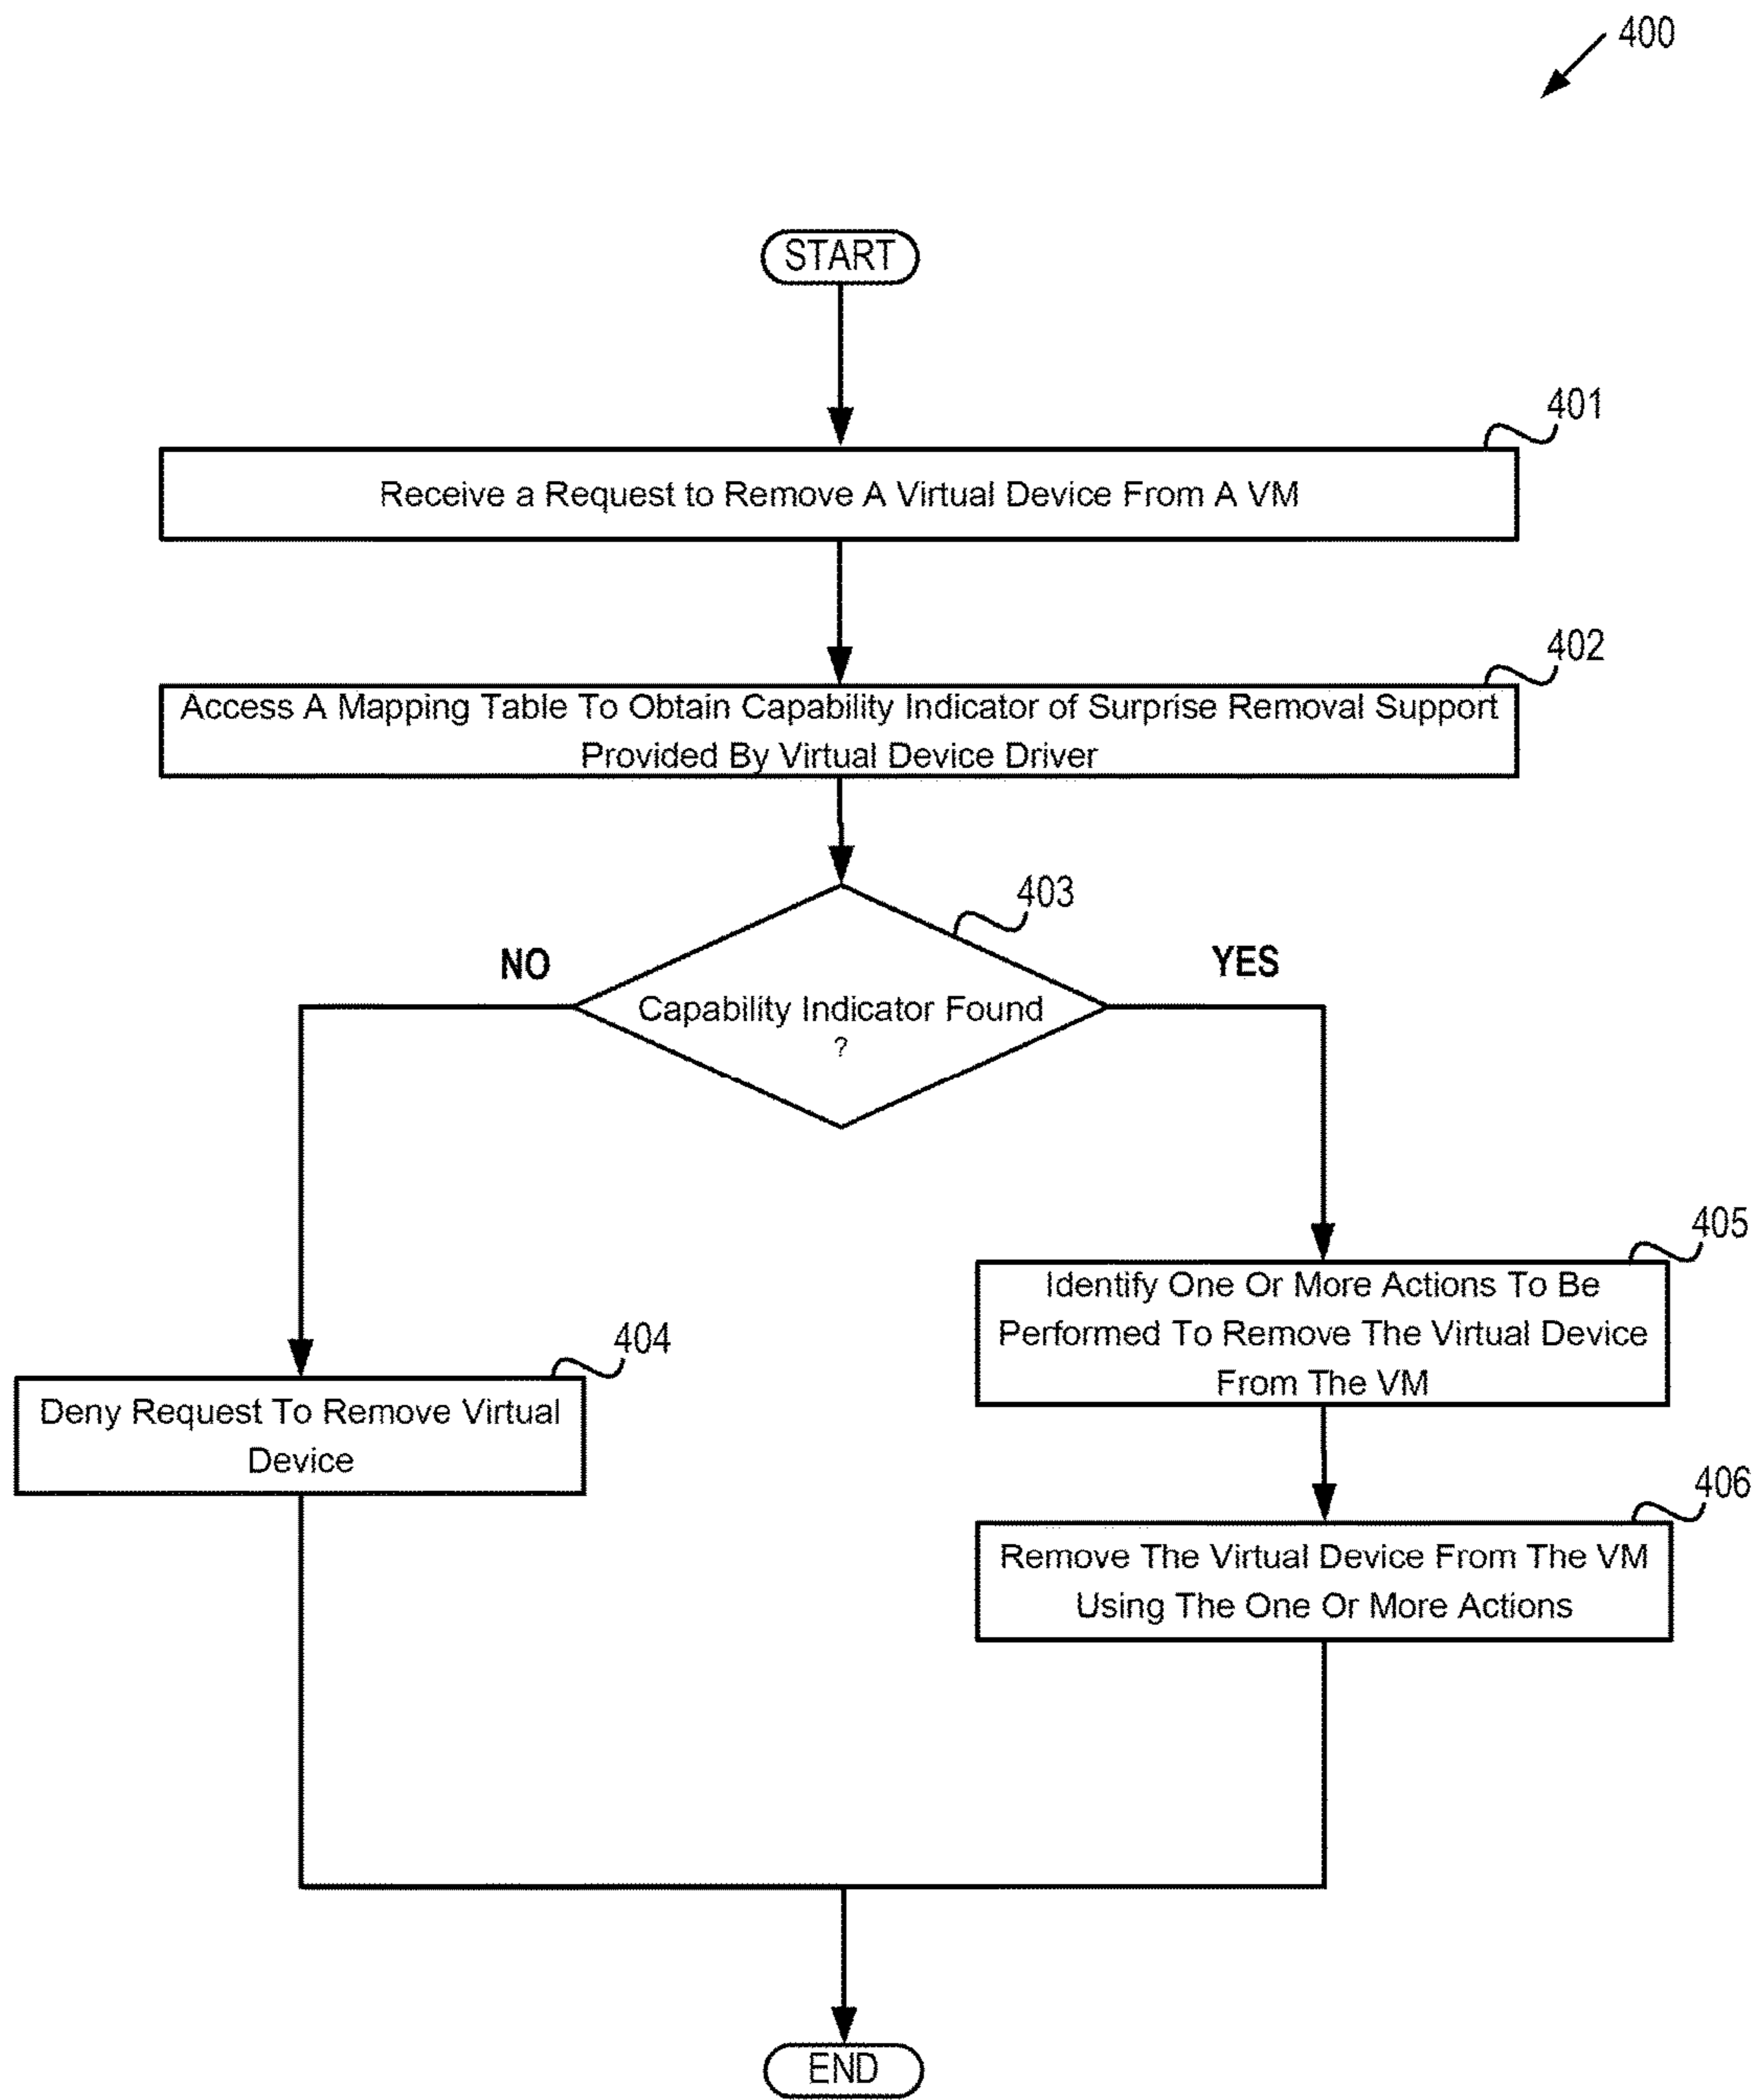 400
START
401
Receive a Request to Remove A Virtual Device From A VM
402
Access A Mapping Table To Obtain Capability Indicator of Surprise Removal Support
Provided By Virtual Device Driver
403
NO
YES
Capability Indicator Found
?
405
Identify One Or More Actions To Be
Performed To Remove The Virtual Device
From The VM
404
Deny Request To Remove Virtual
Device
406
Remove The Virtual Device From The VM
Using The One Or More Actions
END